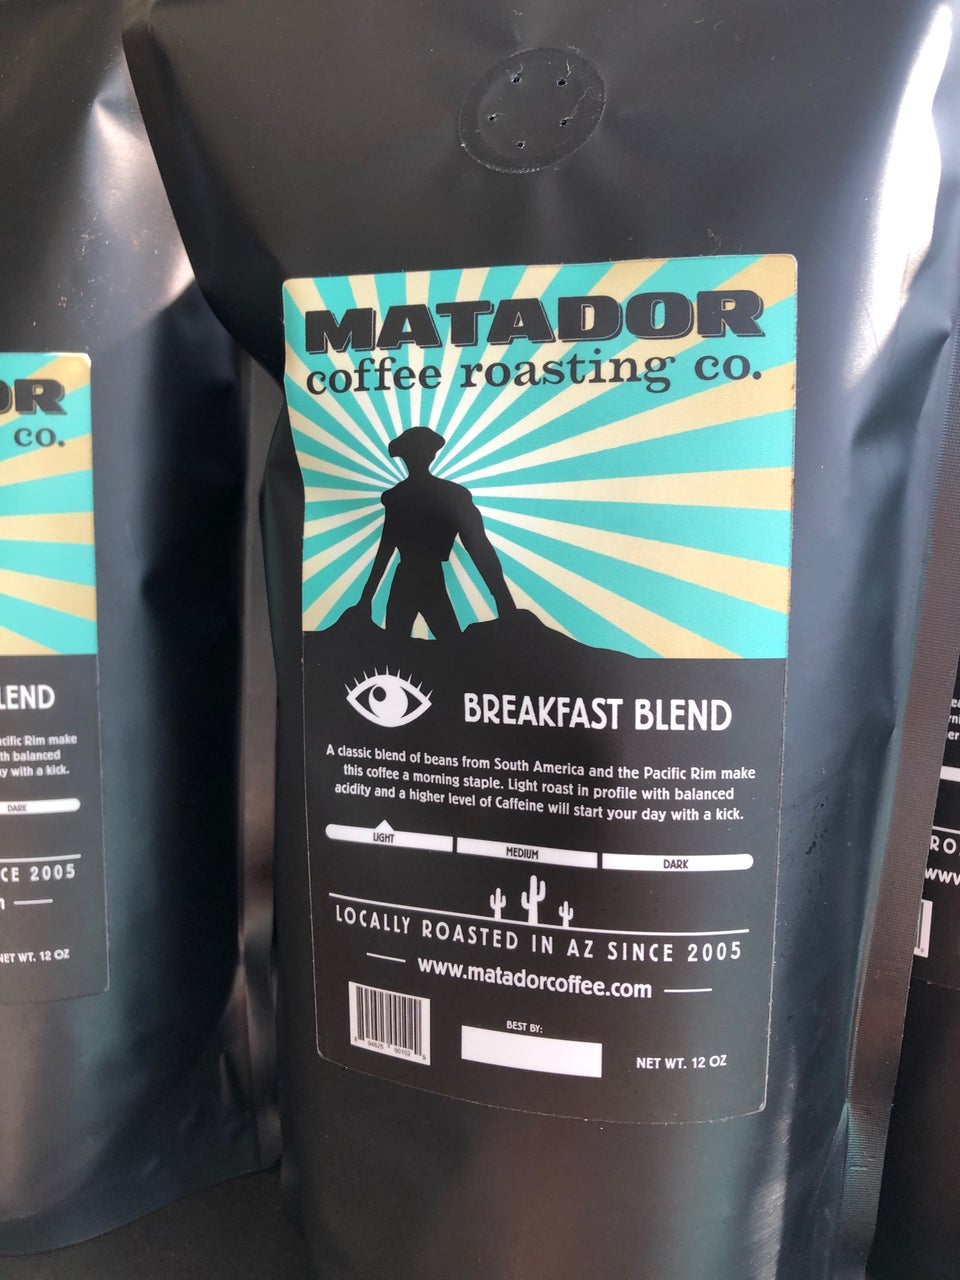 MATADOR
coffee roasting co.
BREAKFAST BLEND
A classic blend of beans from South America and the Pacific Rim make
this coffee a morning staple. Light roast in profile with balanced
acidity and a higher level of Caffeine will start your day with a kick.
LIGHT MEDIUM DARK
LOCALLY ROASTED IN AZ SINCE 2005
www.matadorcoffee.com
BEST BY:
NET WT. 12 OZ
OR
co.
LEND
cific Rim make
th balanced
y with a kick.
DARK
CE 2005
NET WT. 12 OZ
RO
www